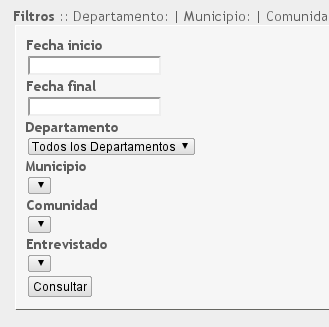 Filtros :: Departamento: | Municipio: | Comunida
Fecha inicio
Fecha final
Departamento
Todos los Departamentos
Municipio
Comunidad
Entrevistado
Consultar